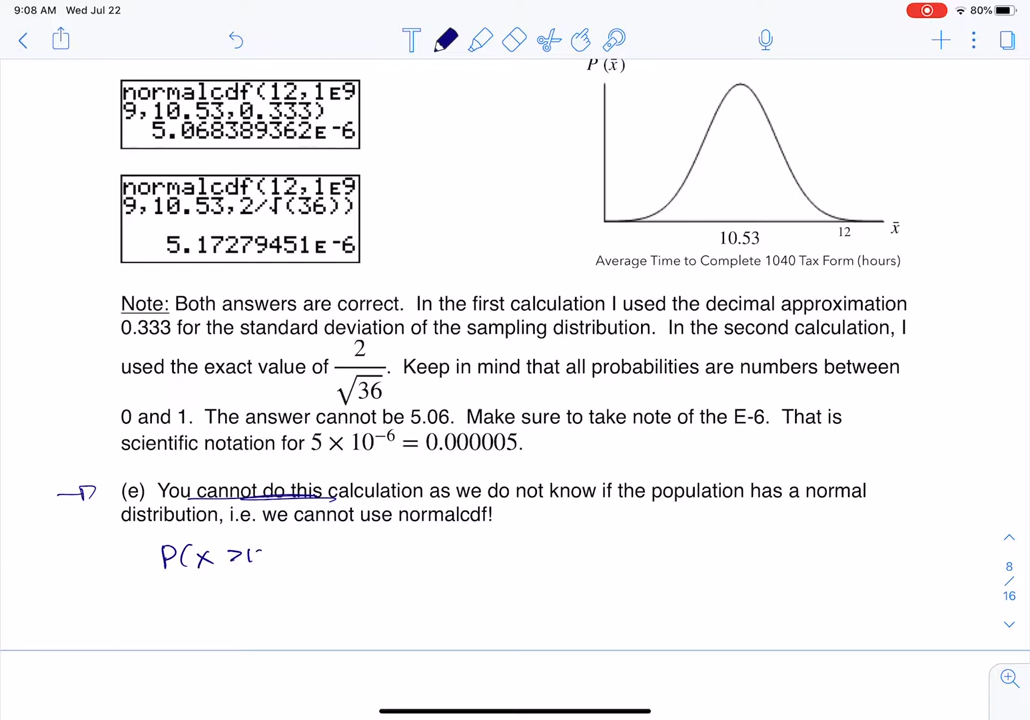 9:08 AM Wed Jul 22
80%
T
P (x̄)
normalcdf(12,1ᴇ9
9,10.53,0.333)
5.068389362ᴇ-6
normalcdf(12,1ᴇ9
9,10.53,2/√(36))
5.17279451ᴇ-6
10.53
12
x̄
Average Time to Complete 1040 Tax Form (hours)
Note: Both answers are correct. In the first calculation I used the decimal approximation
0.333 for the standard deviation of the sampling distribution. In the second calculation, I
used the exact value of 2/√36. Keep in mind that all probabilities are numbers between
0 and 1. The answer cannot be 5.06. Make sure to take note of the E-6. That is
scientific notation for 5 × 10⁻⁶ = 0.000005.
(e) You cannot do this calculation as we do not know if the population has a normal
distribution, i.e. we cannot use normalcdf!
P(x >1
8
/
16